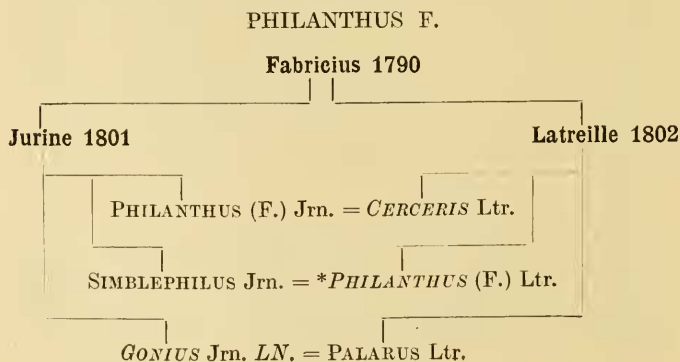 PHILANTHUS F.
Fabricius 1790
Jurine 1801 Latreille 1802
PHILANTHUS (F.) Jrn. = CERCERIS Ltr.
SIMBLEPHILUS Jrn. = *PHILANTHUS (F.) Ltr.
GONIUS Jrn. LN. = PALARUS Ltr.